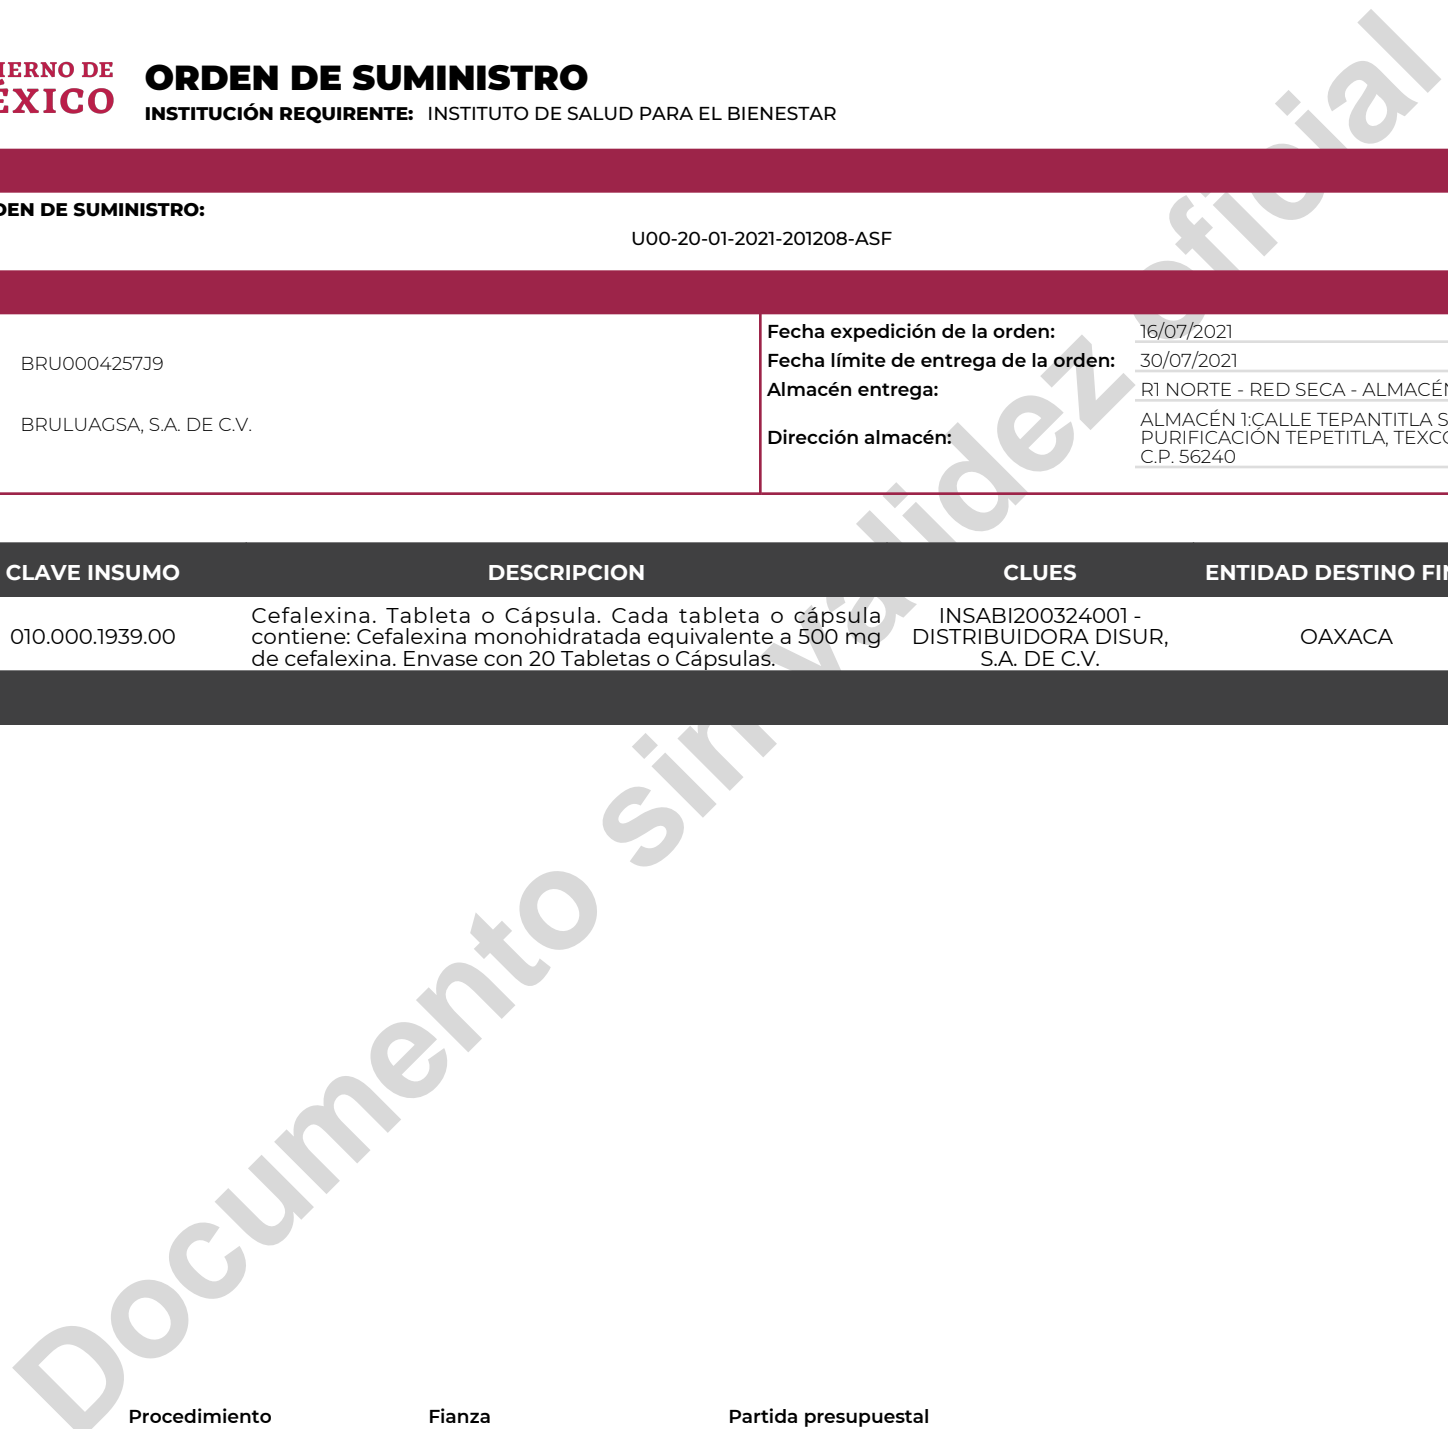 IERNO DE
ÉXICO
ORDEN DE SUMINISTRO
INSTITUCIÓN REQUIRENTE: INSTITUTO DE SALUD PARA EL BIENESTAR
DEN DE SUMINISTRO:
U00-20-01-2021-201208-ASF
BRU0004257J9
BRULUAGSA, S.A. DE C.V.
Fecha expedición de la orden: 16/07/2021
Fecha límite de entrega de la orden: 30/07/2021
Almacén entrega: R1 NORTE - RED SECA - ALMACÉN
Dirección almacén: ALMACÉN 1:CALLE TEPANTITLA S
PURIFICACIÓN TEPETITLA, TEXCO
C.P. 56240
CLAVE INSUMO DESCRIPCION CLUES ENTIDAD DESTINO FIN
010.000.1939.00
Cefalexina. Tableta o Cápsula. Cada tableta o cápsula
contiene: Cefalexina monohidratada equivalente a 500 mg
de cefalexina. Envase con 20 Tabletas o Cápsulas.
INSABI200324001 -
DISTRIBUIDORA DISUR,
S.A. DE C.V.
OAXACA
Documento sin validez oficial
Procedimiento Fianza Partida presupuestal